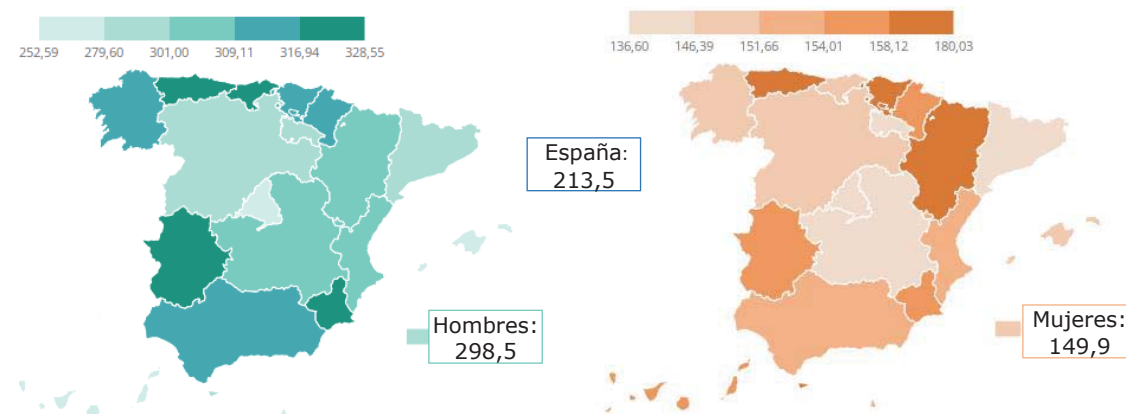 252,59 279,60 301,00 309,11 316,94 328,55
136,60 146,39 151,66 154,01 158,12 180,03
España:
213,5
Hombres:
298,5
Mujeres:
149,9